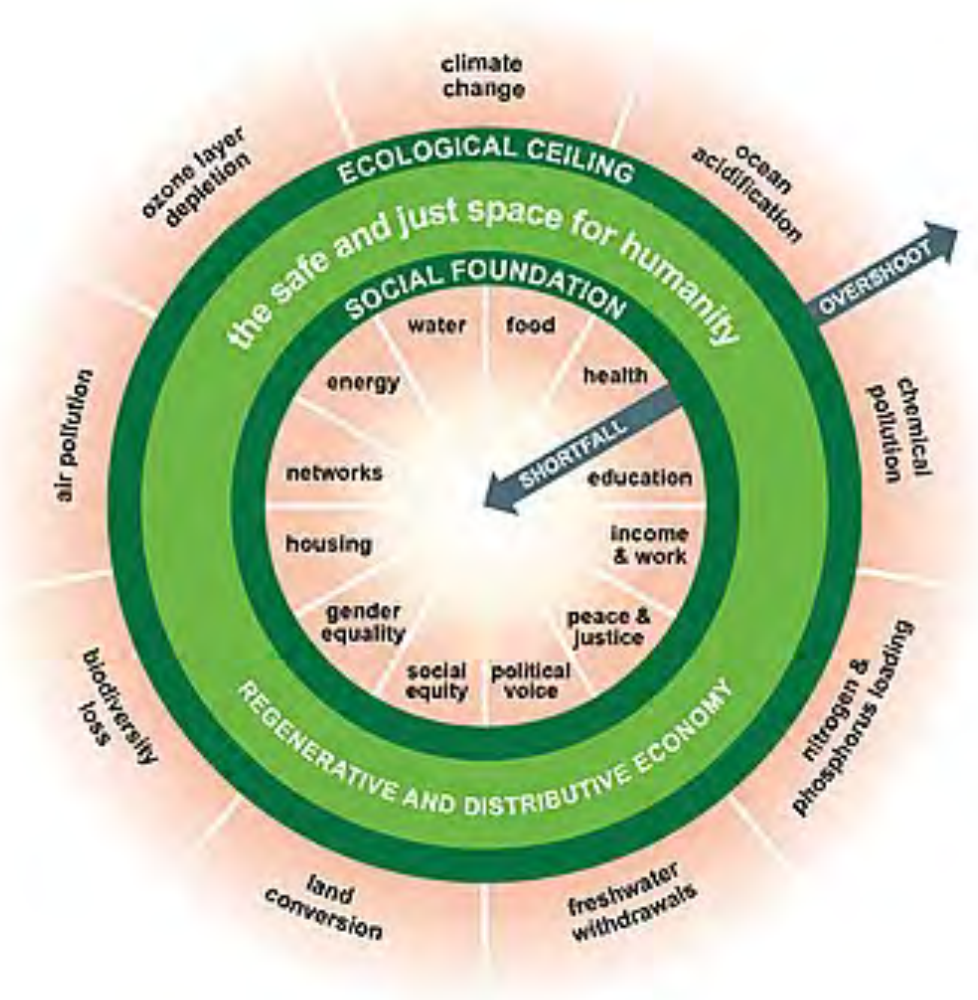 climate
change
ocean
acidification
chemical
pollution
nitrogen &
phosphorus loading
freshwater
withdrawals
land
conversion
biodiversity
loss
air pollution
ozone layer
depletion
OVERSHOOT
ECOLOGICAL CEILING
the safe and just space for humanity
SOCIAL FOUNDATION
water
food
energy
health
SHORTFALL
networks
education
housing
income
& work
gender
equality
peace &
justice
social
equity
political
voice
REGENERATIVE AND DISTRIBUTIVE ECONOMY